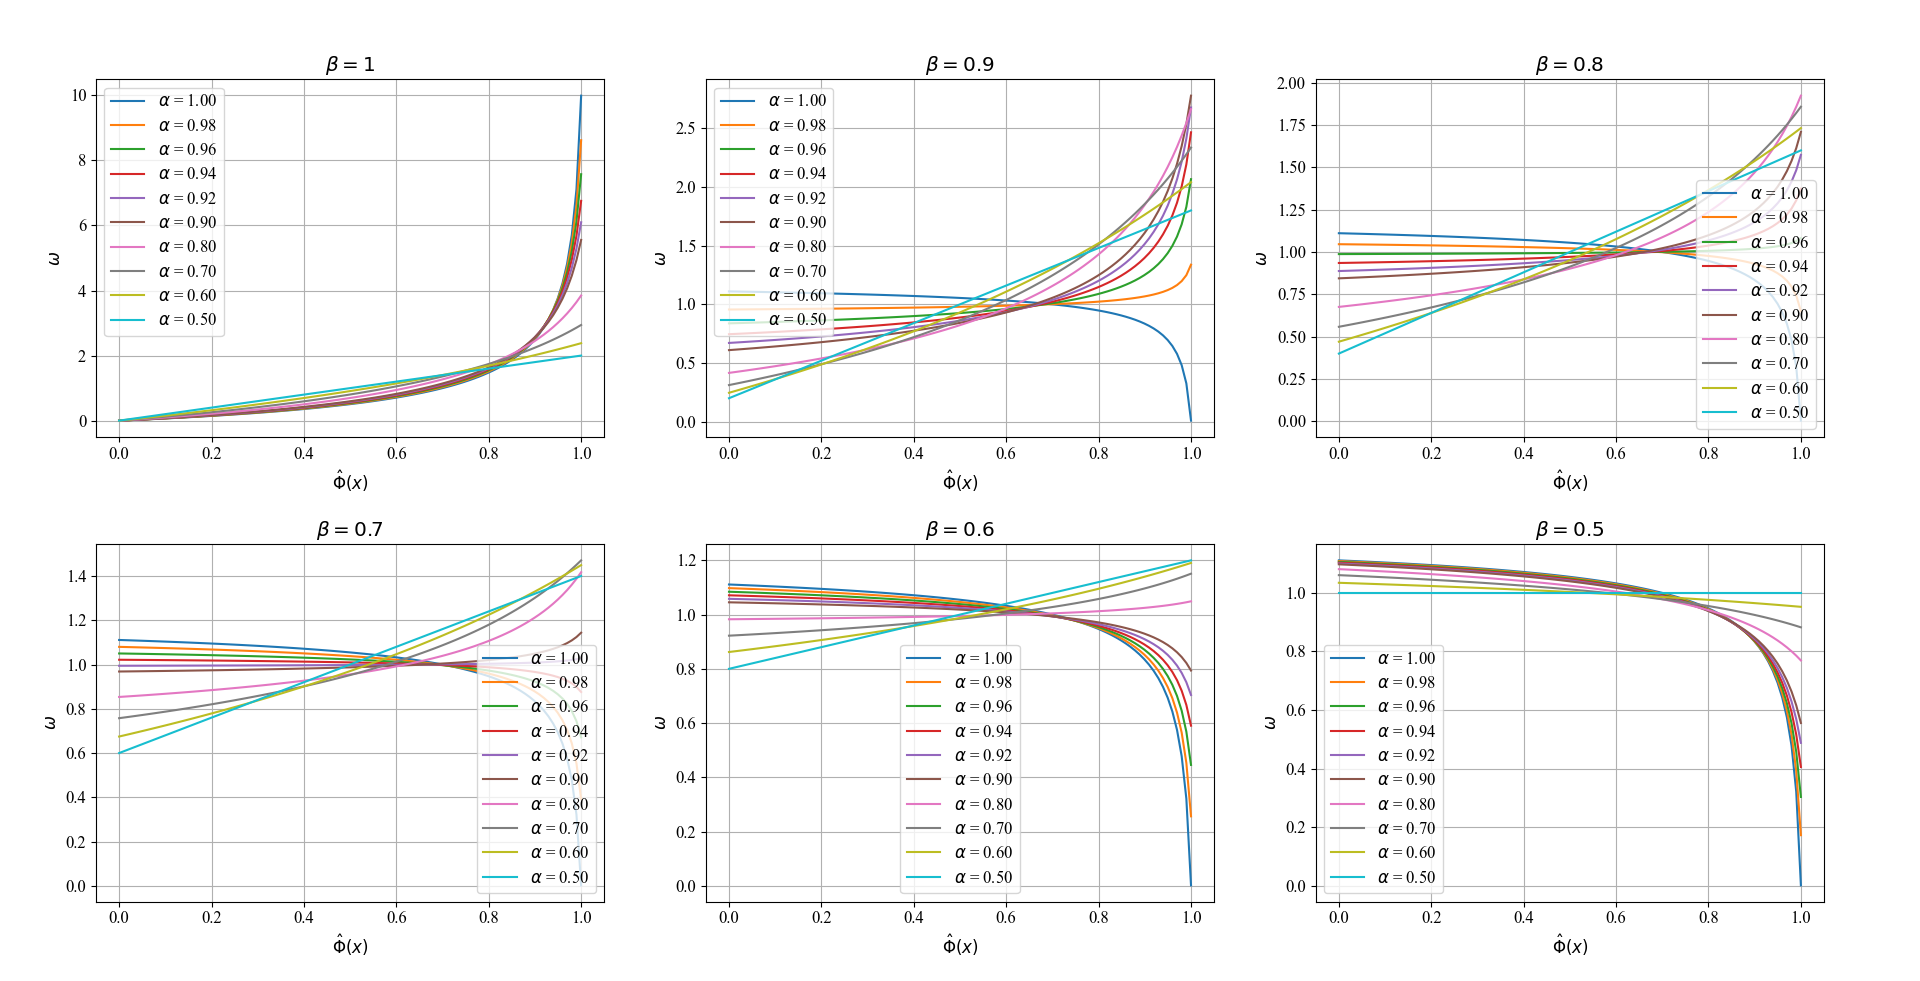 β = 1
10
8
6
4
2
0
ω
α = 1.00
α = 0.98
α = 0.96
α = 0.94
α = 0.92
α = 0.90
α = 0.80
α = 0.70
α = 0.60
α = 0.50
0.0 0.2 0.4 0.6 0.8 1.0
Φ̂(x)
β = 0.9
2.5
2.0
1.5
1.0
0.5
0.0
ω
α = 1.00
α = 0.98
α = 0.96
α = 0.94
α = 0.92
α = 0.90
α = 0.80
α = 0.70
α = 0.60
α = 0.50
0.0 0.2 0.4 0.6 0.8 1.0
Φ̂(x)
β = 0.8
2.00
1.75
1.50
1.25
1.00
0.75
0.50
0.25
0.00
ω
α = 1.00
α = 0.98
α = 0.96
α = 0.94
α = 0.92
α = 0.90
α = 0.80
α = 0.70
α = 0.60
α = 0.50
0.0 0.2 0.4 0.6 0.8 1.0
Φ̂(x)
β = 0.7
1.4
1.2
1.0
0.8
0.6
0.4
0.2
0.0
ω
α = 1.00
α = 0.98
α = 0.96
α = 0.94
α = 0.92
α = 0.90
α = 0.80
α = 0.70
α = 0.60
α = 0.50
0.0 0.2 0.4 0.6 0.8 1.0
Φ̂(x)
β = 0.6
1.2
1.0
0.8
0.6
0.4
0.2
0.0
ω
α = 1.00
α = 0.98
α = 0.96
α = 0.94
α = 0.92
α = 0.90
α = 0.80
α = 0.70
α = 0.60
α = 0.50
0.0 0.2 0.4 0.6 0.8 1.0
Φ̂(x)
β = 0.5
1.0
0.8
0.6
0.4
0.2
0.0
ω
α = 1.00
α = 0.98
α = 0.96
α = 0.94
α = 0.92
α = 0.90
α = 0.80
α = 0.70
α = 0.60
α = 0.50
0.0 0.2 0.4 0.6 0.8 1.0
Φ̂(x)